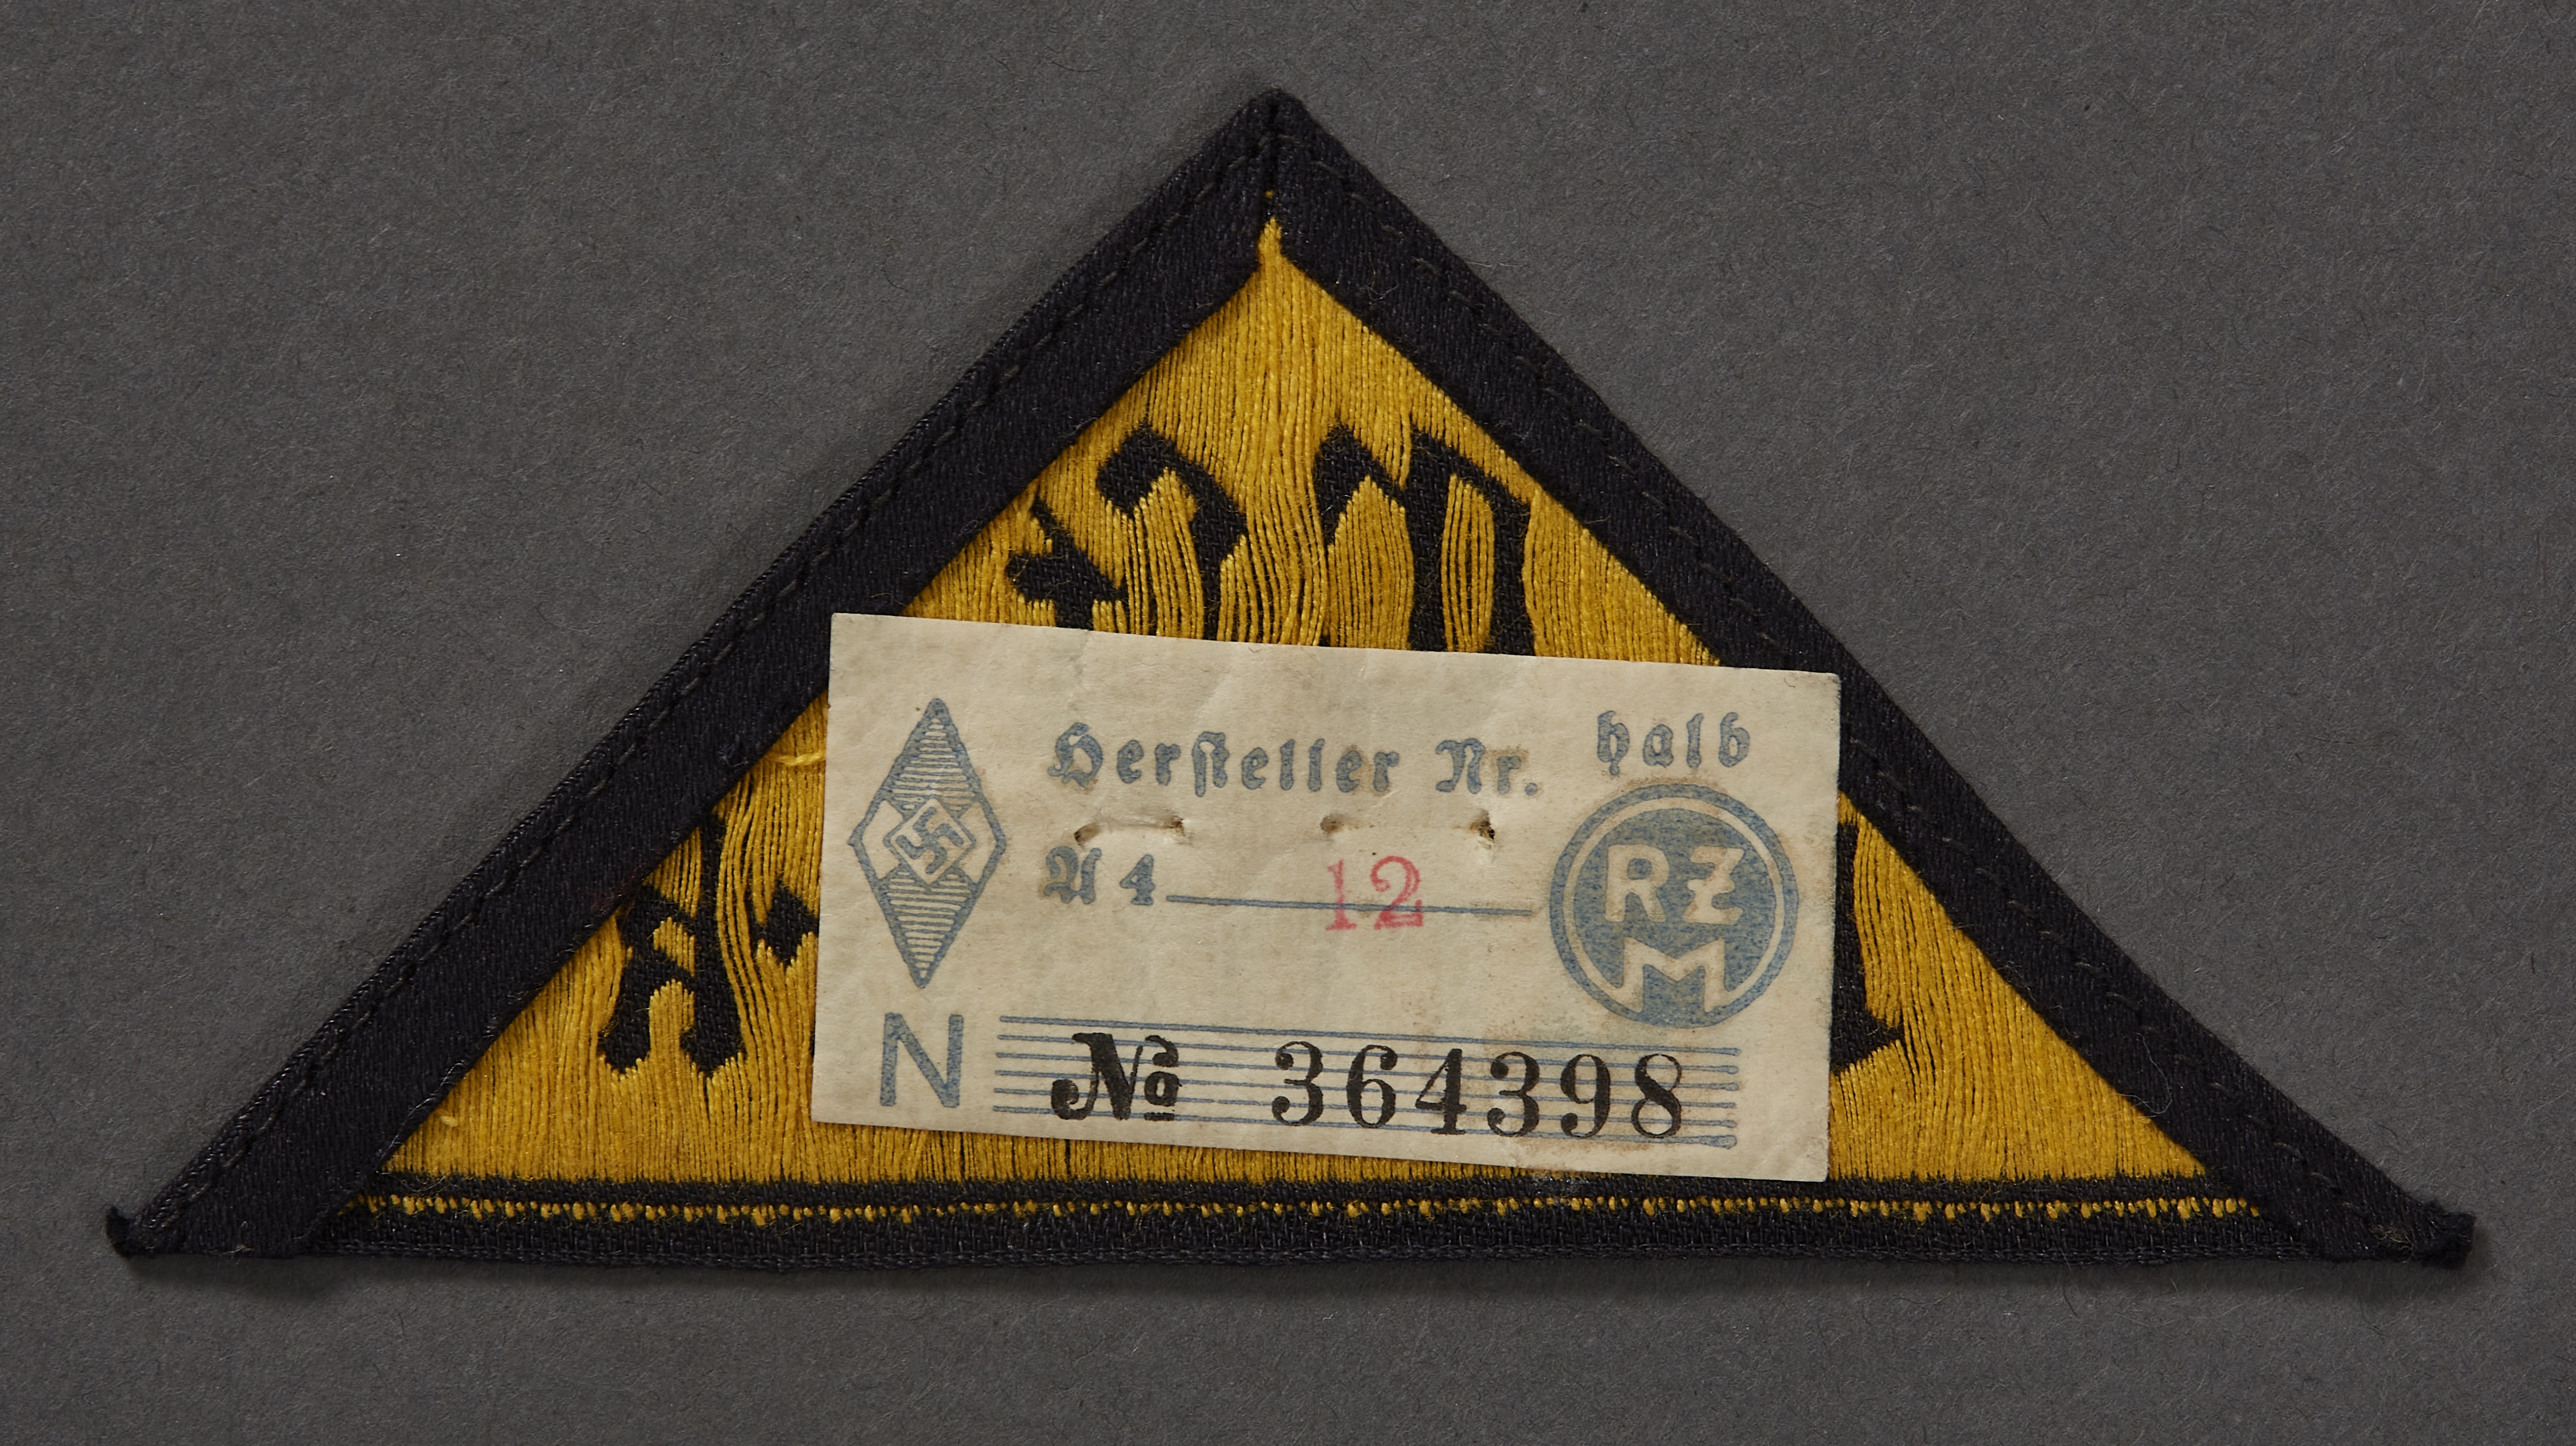 Hersteller Nr. halb
A 4 12
RZM
N № 364398